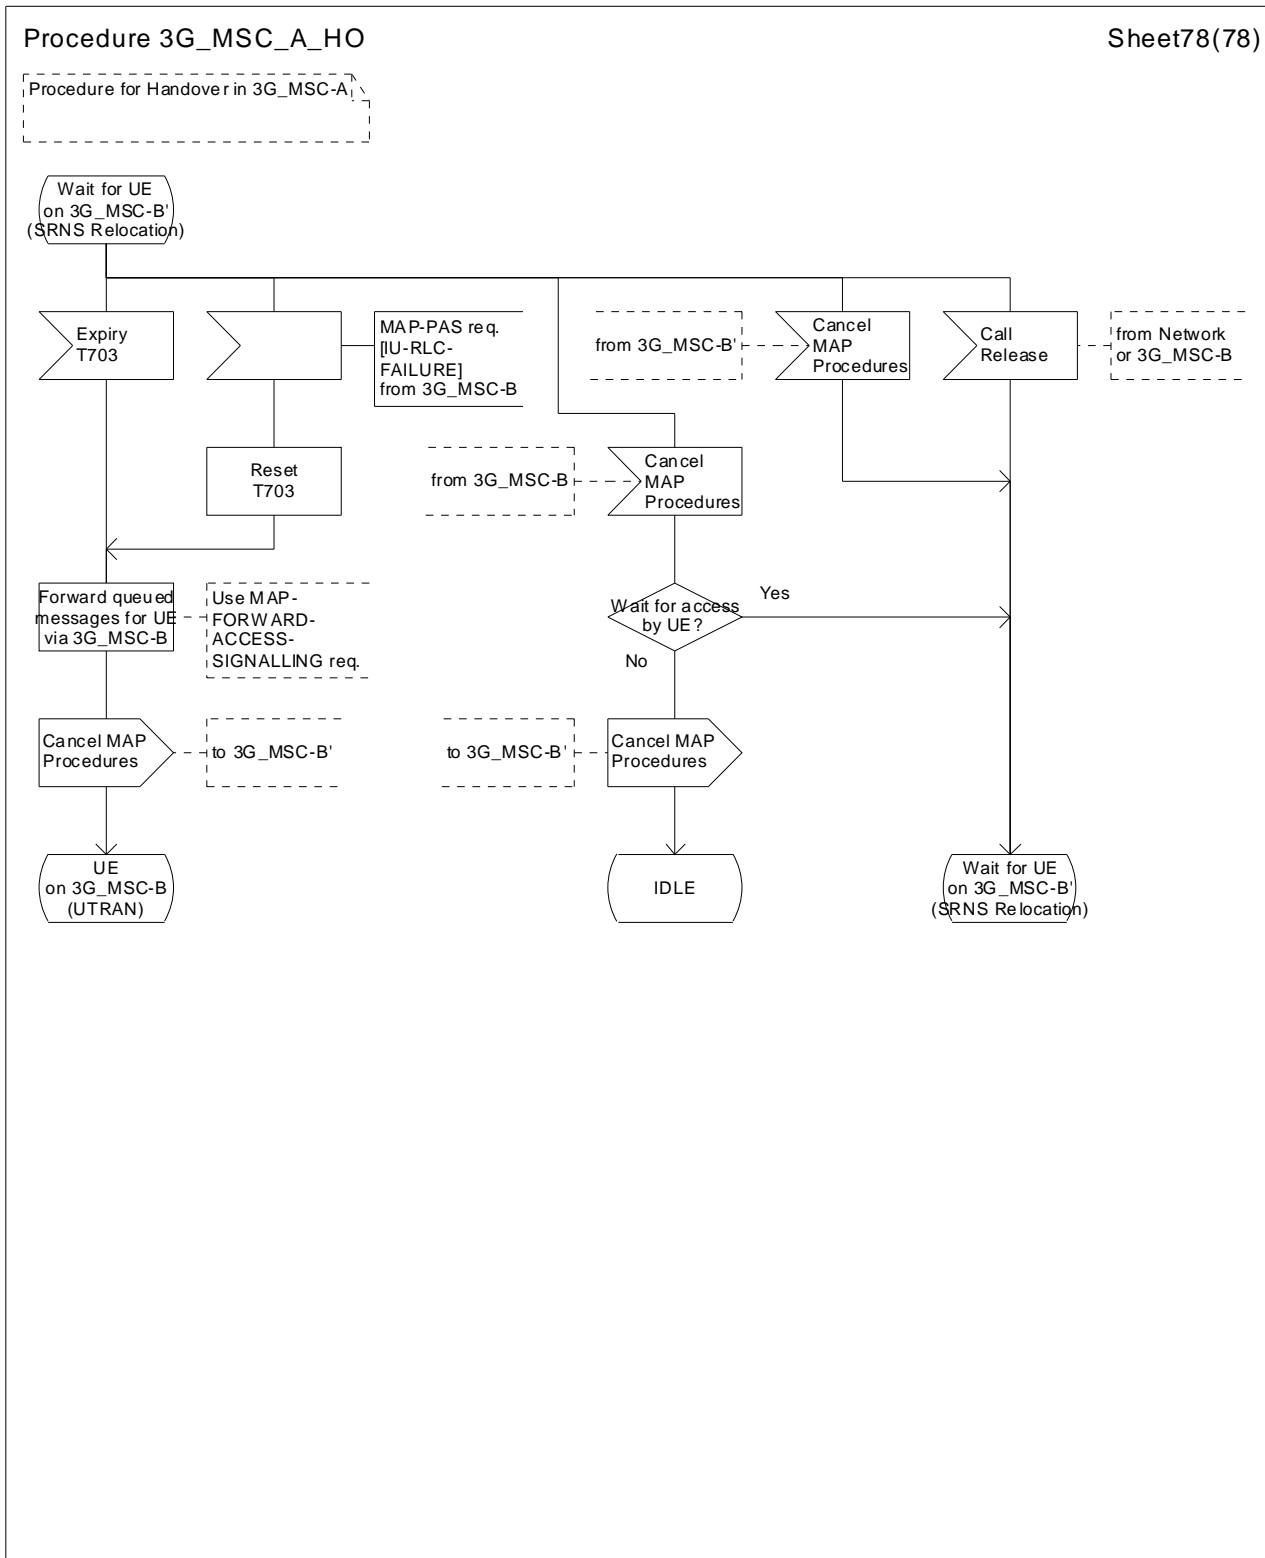 Procedure 3G_MSC_A_HO
Sheet78(78)
Procedure for Handover in 3G_MSC-A
Wait for UE
on 3G_MSC-B'
(SRNS Relocation)
Expiry
T703
MAP-PAS req.
[IU-RLC-
FAILURE]
from 3G_MSC-B
from 3G_MSC-B'
Cancel
MAP
Procedures
Call
Release
from Network
or 3G_MSC-B
Reset
T703
from 3G_MSC-B
Cancel
MAP
Procedures
Forward queued
messages for UE
via 3G_MSC-B
Use MAP-
FORWARD-
ACCESS-
SIGNALLING req.
Wait for access
by UE?
Yes
No
Cancel MAP
Procedures
to 3G_MSC-B'
to 3G_MSC-B'
Cancel MAP
Procedures
UE
on 3G_MSC-B
(UTRAN)
IDLE
Wait for UE
on 3G_MSC-B'
(SRNS Relocation)